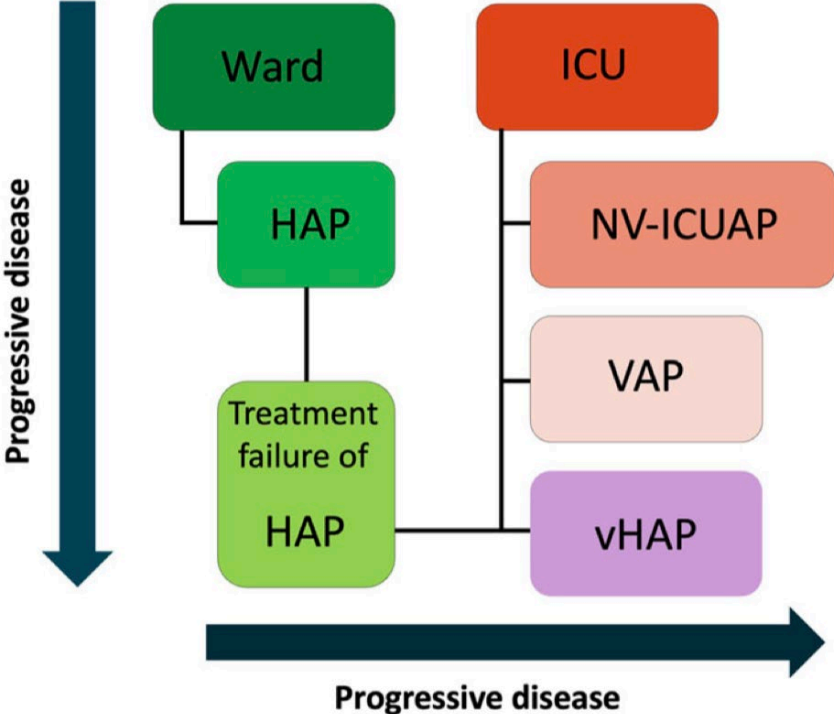 Ward
ICU
HAP
NV-ICUAP
VAP
Treatment
failure of
HAP
vHAP
Progressive disease
Progressive disease